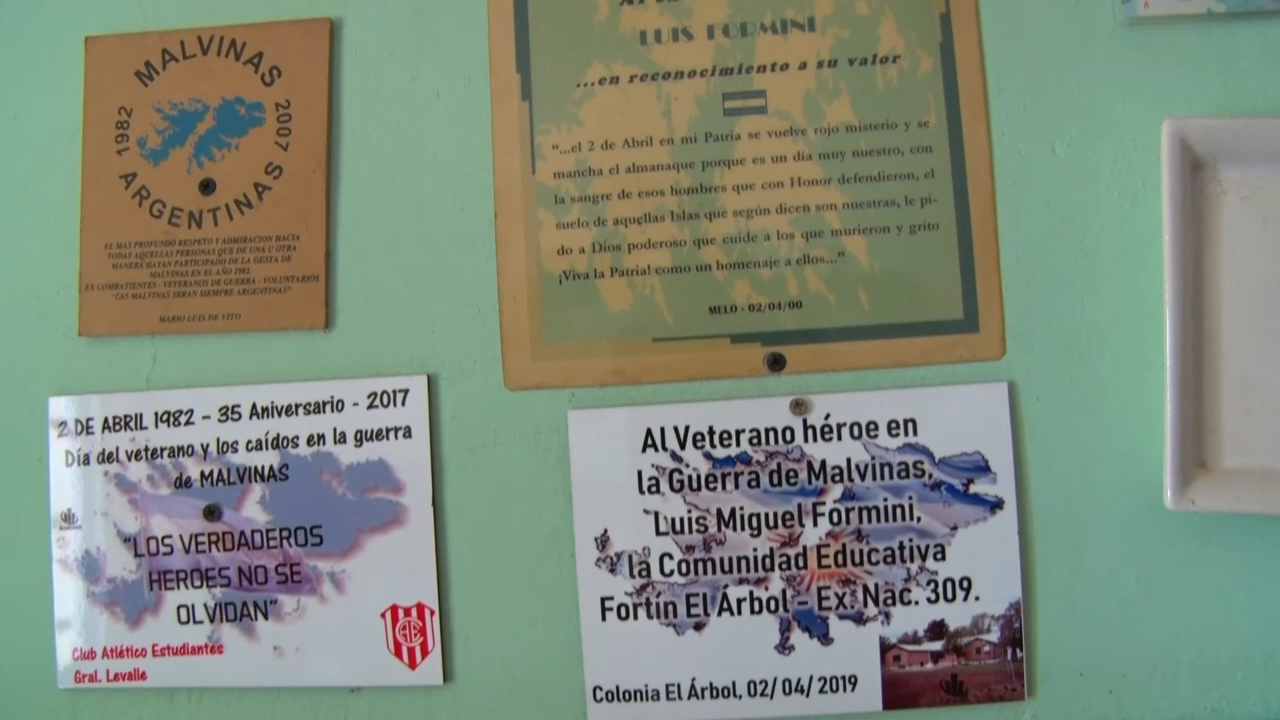 MALVINAS
1982 2007
ARGENTINAS
EL MAS PROFUNDO RESPETO Y ADMIRACION HACIA
TODAS AQUELLAS PERSONAS QUE DE UNA U OTRA
MANERA HAYAN PARTICIPADO DE LA GESTA DE
MALVINAS EN EL AÑO 1982.
EX COMBATIENTES - VETERANOS DE GUERRA - VOLUNTARIOS
"LAS MALVINAS SERAN SIEMPRE ARGENTINAS"
MARIO LUIS DE VITO
LUIS FORMINI
...en reconocimiento a su valor
"...el 2 de Abril en mi Patria se vuelve rojo misterio y se
mancha el almanaque porque es un día muy nuestro, con
la sangre de esos hombres que con Honor defendieron, el
suelo de aquellas Islas que según dicen son nuestras, le pi-
do a Dios poderoso que cuide a los que murieron y grito
¡Viva la Patria! como un homenaje a ellos..."
MELO - 02/04/00
2 DE ABRIL 1982 - 35 Aniversario - 2017
Día del veterano y los caídos en la guerra
de MALVINAS
"LOS VERDADEROS
HEROES NO SE
OLVIDAN"
Club Atlético Estudiantes
Gral. Levalle
CAE
Al Veterano héroe en
la Guerra de Malvinas,
Luis Miguel Formini,
la Comunidad Educativa
Fortín El Árbol - Ex. Nac. 309.
Colonia El Árbol, 02/04/2019